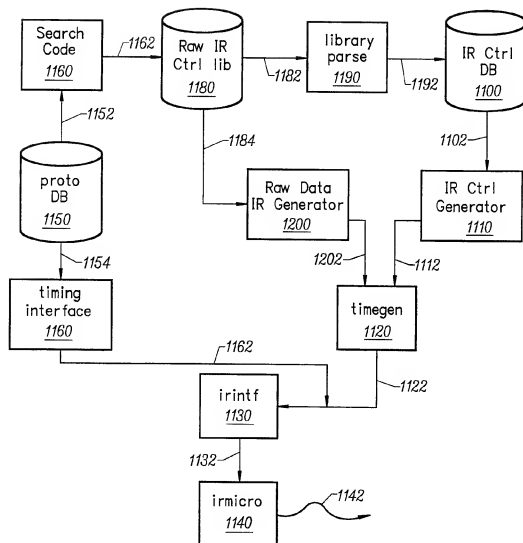 Search
Code
1160
1162
Raw IR
Ctrl lib
1180
1182
library
parse
1190
1192
IR Ctrl
DB
1100
1152
1184
1102
proto
DB
1150
Raw Data
IR Generator
1200
IR Ctrl
Generator
1110
1154
1202
1112
timing
interface
1160
timegen
1120
1162
1122
irintf
1130
1132
irmicro
1140
1142